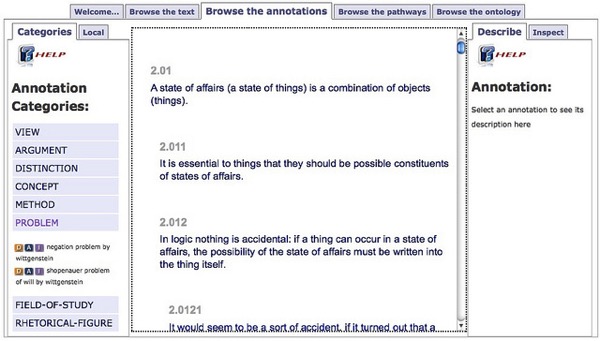 Welcome... Browse the text Browse the annotations Browse the pathways Browse the ontology
Categories Local
HELP
Annotation
Categories:
VIEW
ARGUMENT
DISTINCTION
CONCEPT
METHOD
PROBLEM
D A I negation problem by
wittgenstein
D A I shopenauer problem
of will by wittgenstein
FIELD-OF-STUDY
RHETORICAL-FIGURE
2.01
A state of affairs (a state of things) is a combination of objects
(things).
2.011
It is essential to things that they should be possible constituents
of states of affairs.
2.012
In logic nothing is accidental: if a thing can occur in a state of
affairs, the possibility of the state of affairs must be written into
the thing itself.
2.0121
It would seem to be a sort of accident, if it turned out that a
Describe Inspect
HELP
Annotation:
Select an annotation to see its
description here